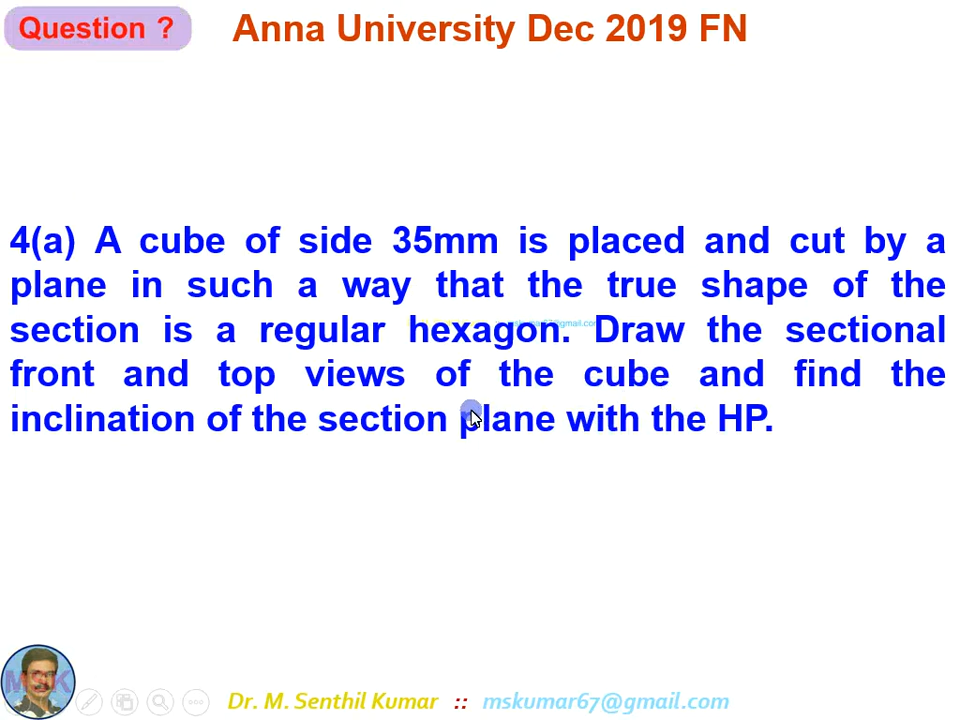 Question ?
Anna University Dec 2019 FN
4(a) A cube of side 35mm is placed and cut by a
plane in such a way that the true shape of the
section is a regular hexagon. Draw the sectional
front and top views of the cube and find the
inclination of the section plane with the HP.
MSK
Dr. M. Senthil Kumar :: mskumar67@gmail.com